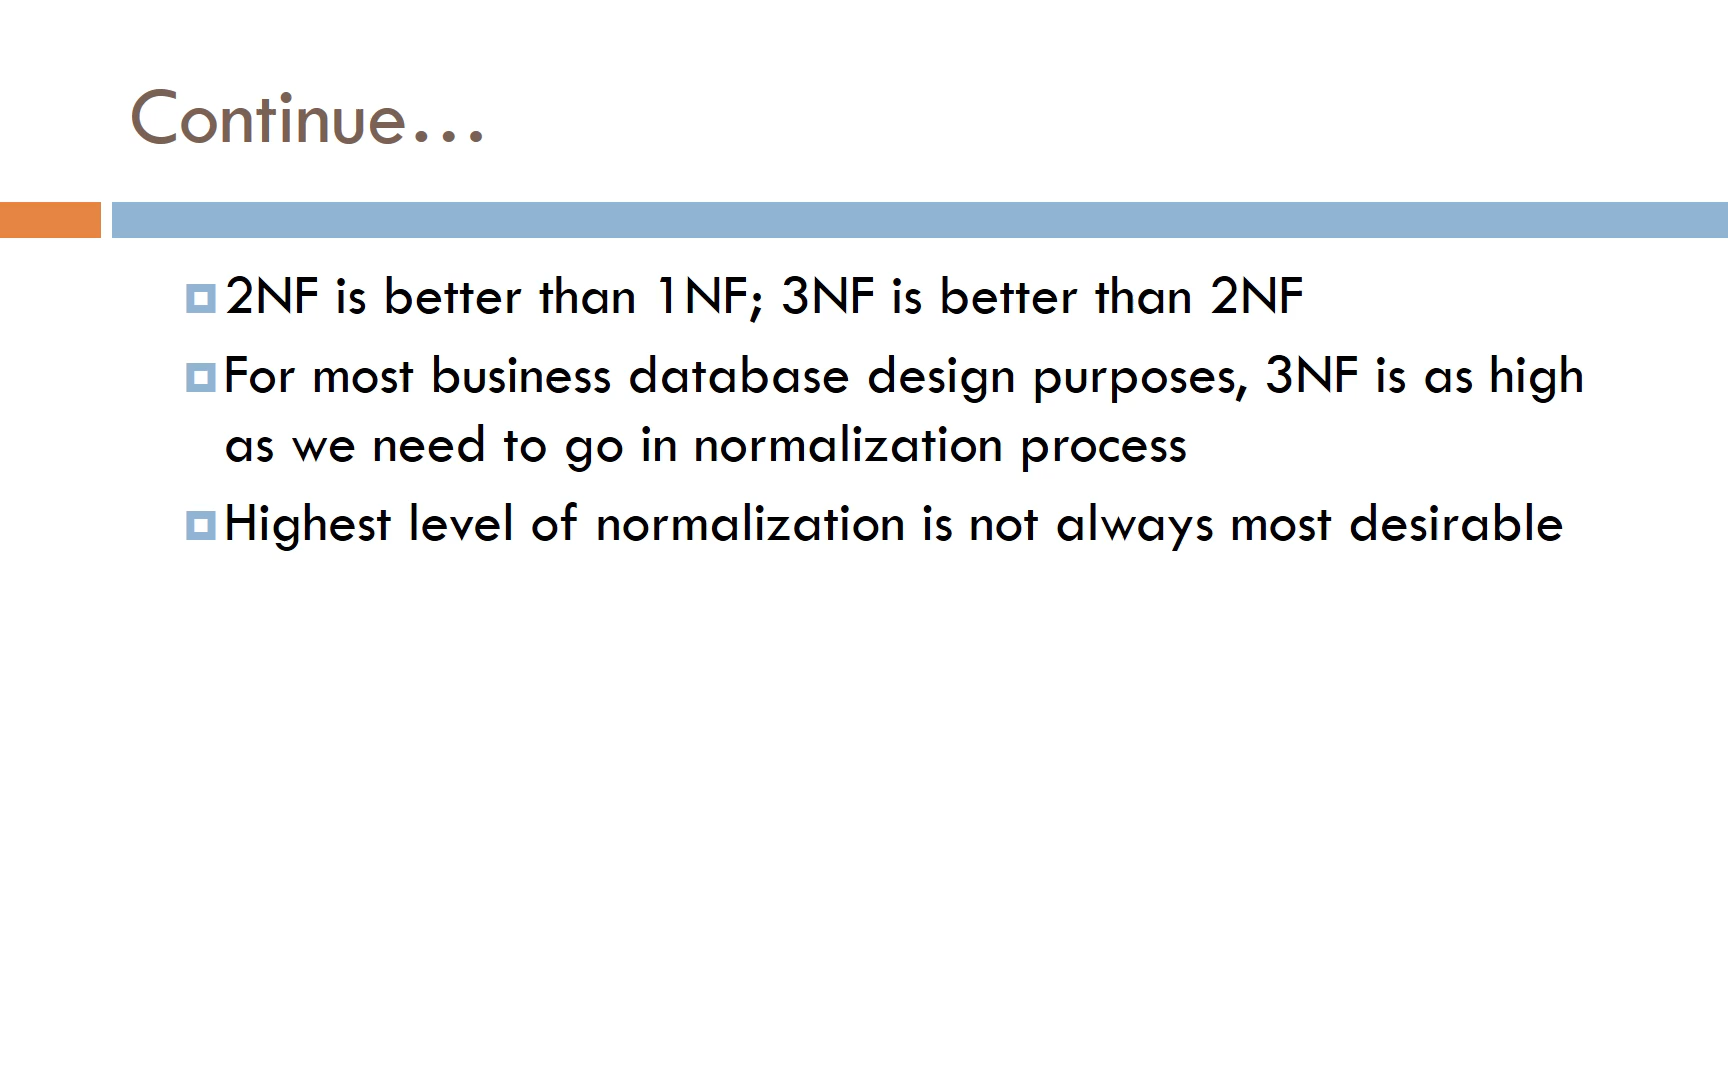 Continue...
2NF is better than 1NF; 3NF is better than 2NF
For most business database design purposes, 3NF is as high
as we need to go in normalization process
Highest level of normalization is not always most desirable